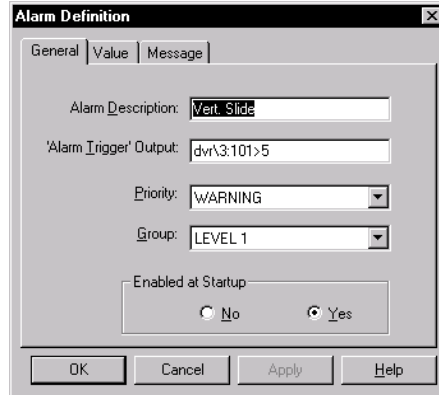 Alarm Definition
General Value Message
Alarm Description: Vert. Slide
'Alarm Trigger' Output: dvr\3:101>5
Priority: WARNING
Group: LEVEL 1
Enabled at Startup
No Yes
OK Cancel Apply Help